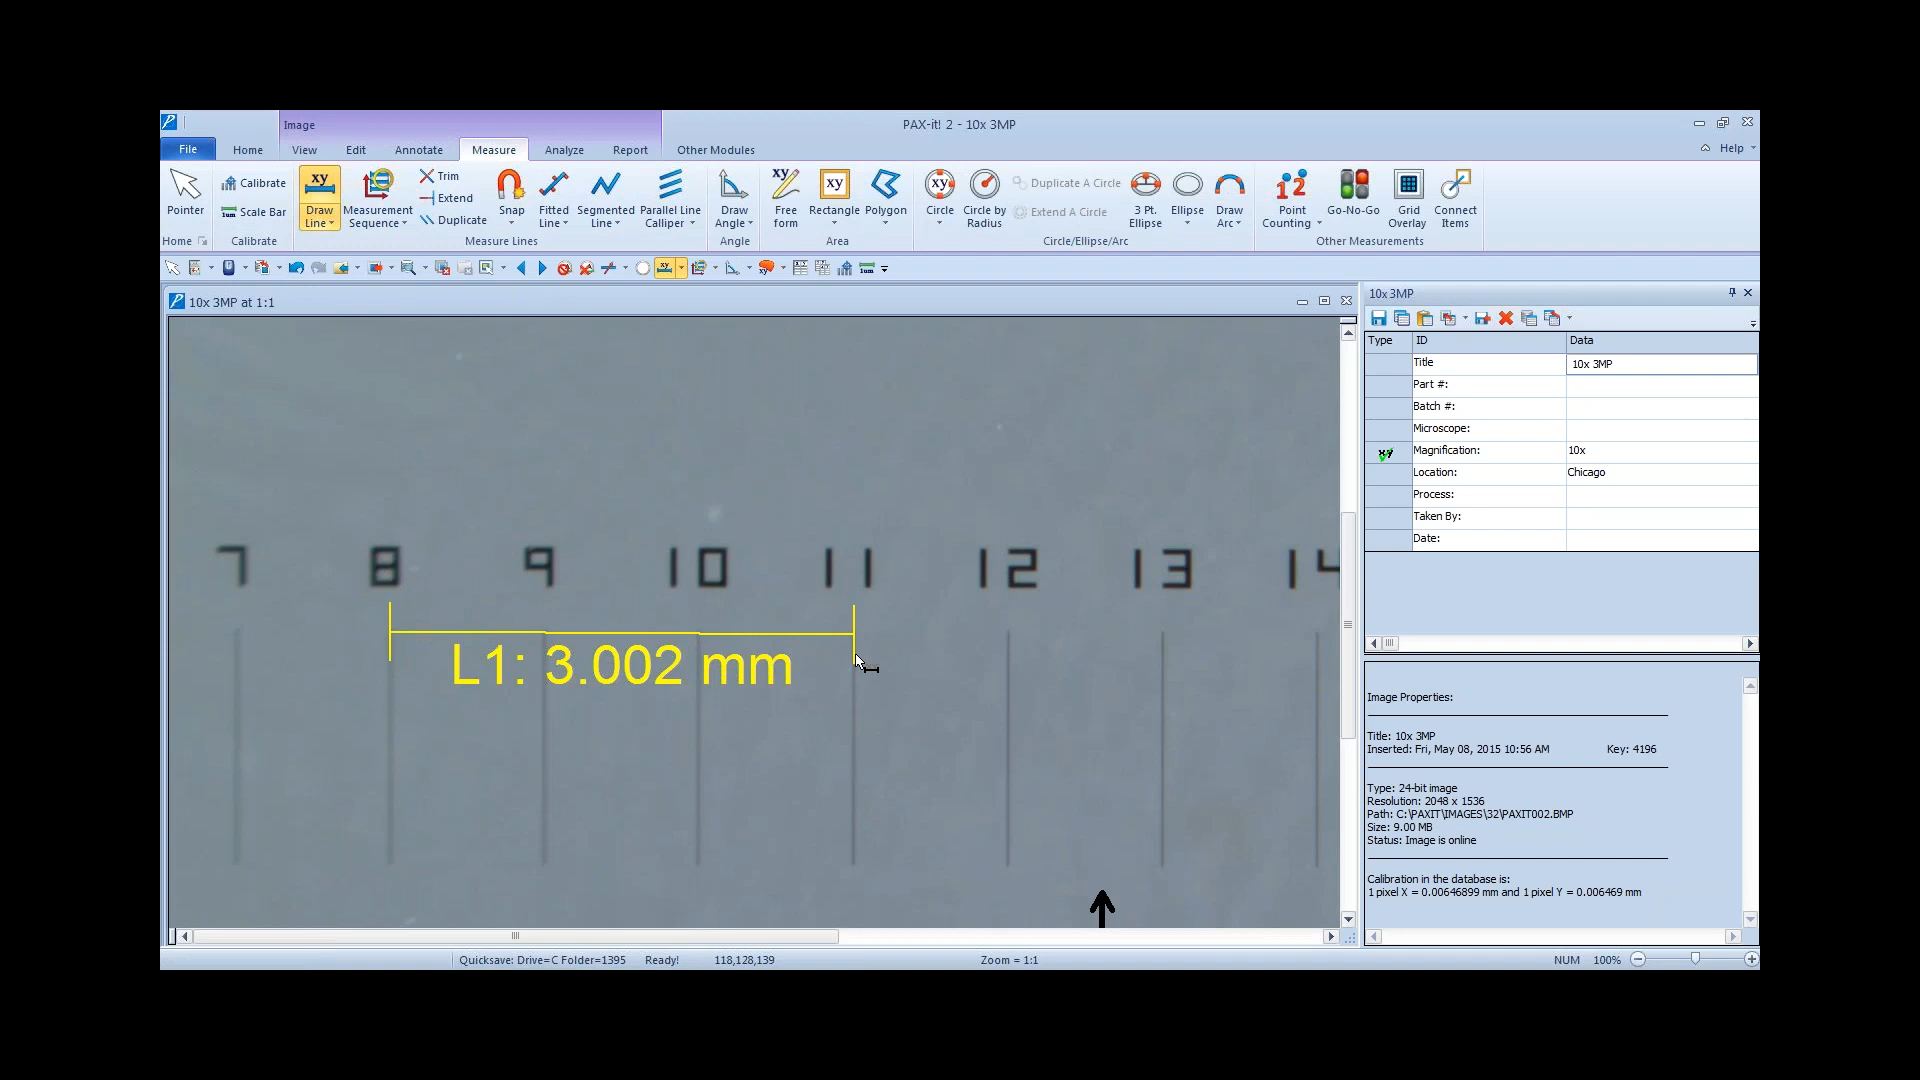 Image
PAX-it! 2 - 10x 3MP
File Home View Edit Annotate Measure Analyze Report Other Modules Help
Pointer
Home
Calibrate
Scale Bar
Calibrate
xy
Draw Line
Measurement Sequence
Trim
Extend
Duplicate
Snap
Fitted Line
Segmented Line
Parallel Line Calliper
Measure Lines
Draw Angle
Angle
xy
Free form
xy
Rectangle
Polygon
Area
xy
Circle
Circle by Radius
Duplicate A Circle
Extend A Circle
3 Pt. Ellipse
Ellipse
Draw Arc
Circle/Ellipse/Arc
12
Point Counting
Go-No-Go
Grid Overlay
Connect Items
Other Measurements
10x 3MP at 1:1
7 8 9 10 11 12 13 14
L1: 3.002 mm
10x 3MP
Type ID Data
Title 10x 3MP
Part #:
Batch #:
Microscope:
Magnification: 10x
Location: Chicago
Process:
Taken By:
Date:
Image Properties:
Title: 10x 3MP
Inserted: Fri, May 08, 2015 10:56 AM Key: 4196
Type: 24-bit image
Resolution: 2048 x 1536
Path: C:\PAXIT\IMAGES\32\PAXIT002.BMP
Size: 9.00 MB
Status: Image is online
Calibration in the database is:
1 pixel X = 0.00646899 mm and 1 pixel Y = 0.006469 mm
Quicksave: Drive=C Folder=1395 Ready! 118,128,139 Zoom = 1:1 NUM 100%